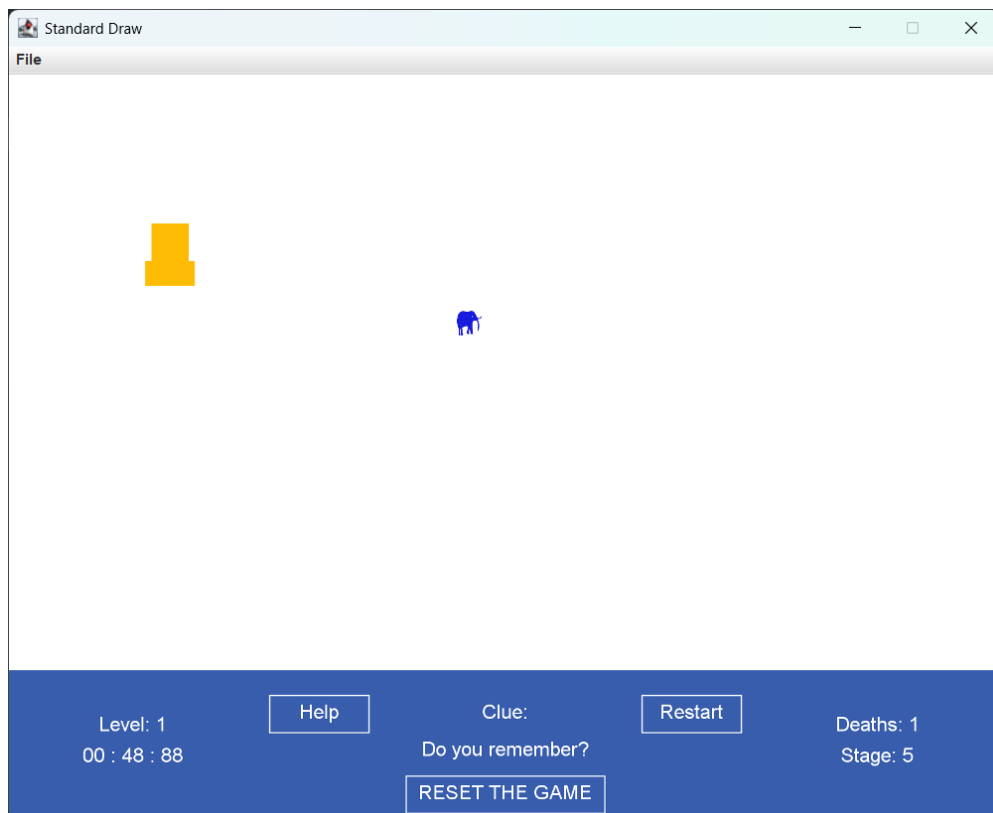 Standard Draw
File
Level: 1
00 : 48 : 88
Help
Clue:
Do you remember?
RESET THE GAME
Restart
Deaths: 1
Stage: 5